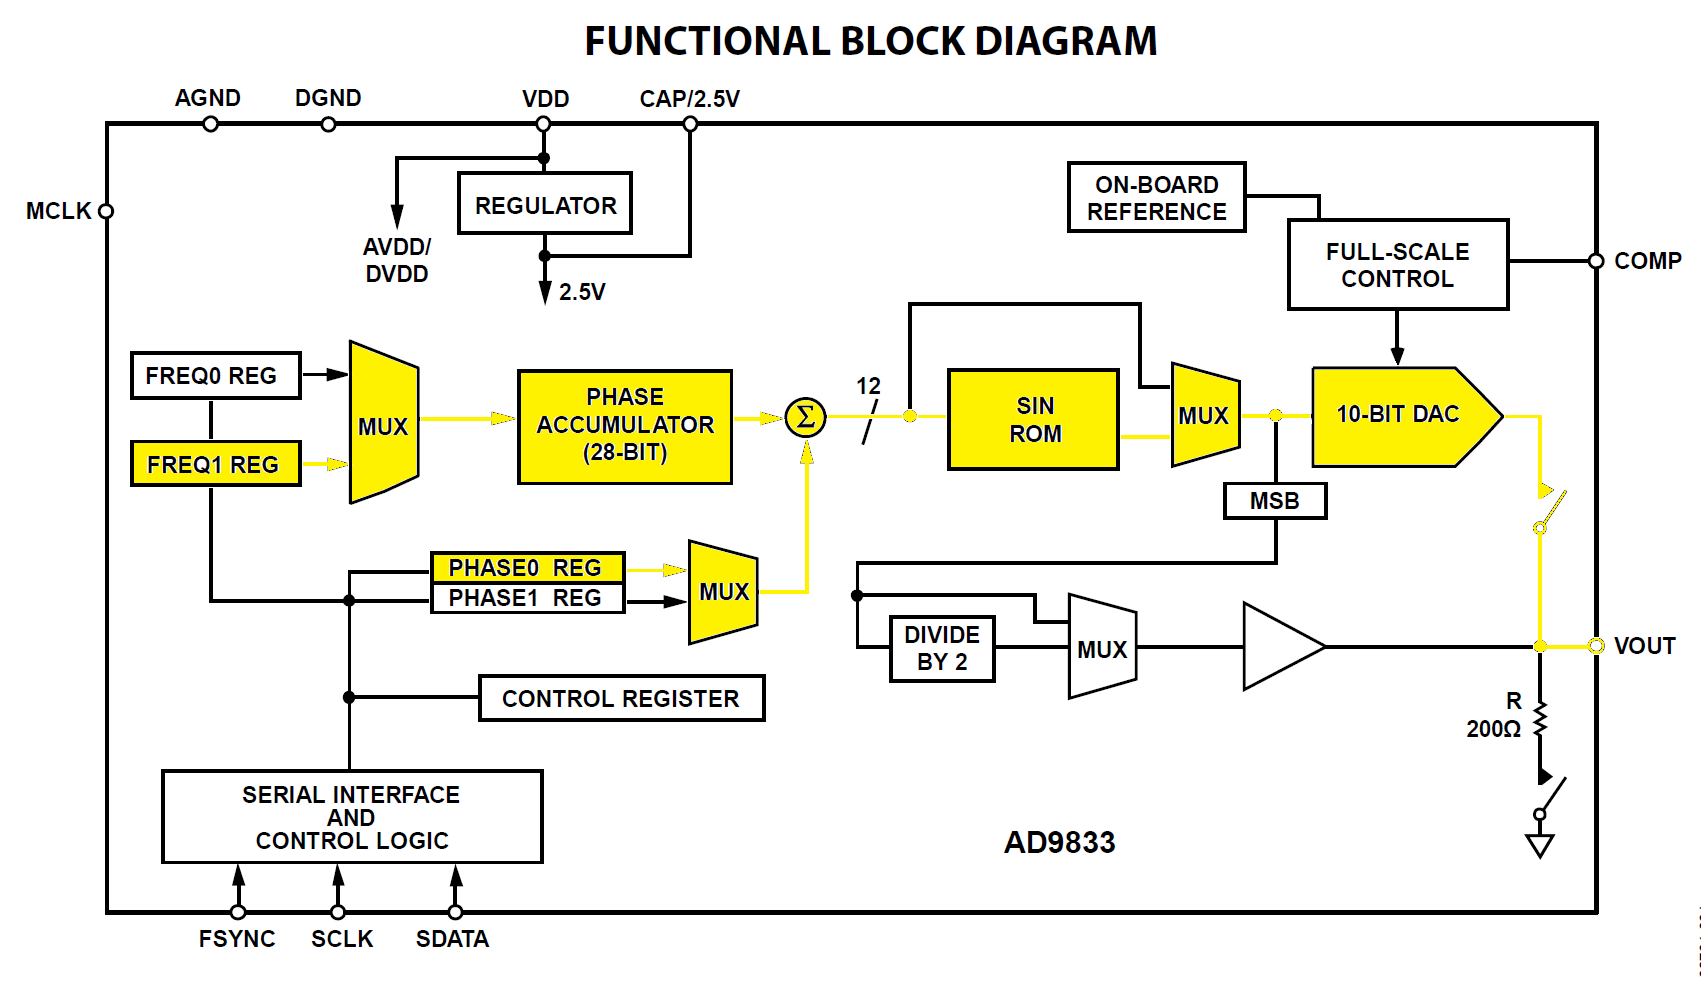 FUNCTIONAL BLOCK DIAGRAM
AGND
DGND
VDD
CAP/2.5V
MCLK
REGULATOR
AVDD/
DVDD
2.5V
ON-BOARD
REFERENCE
FULL-SCALE
CONTROL
COMP
FREQ0 REG
FREQ1 REG
MUX
PHASE
ACCUMULATOR
(28-BIT)
Σ
12
SIN
ROM
MUX
10-BIT DAC
MSB
PHASE0 REG
PHASE1 REG
MUX
DIVIDE
BY 2
MUX
VOUT
R
200Ω
CONTROL REGISTER
SERIAL INTERFACE
AND
CONTROL LOGIC
AD9833
FSYNC
SCLK
SDATA